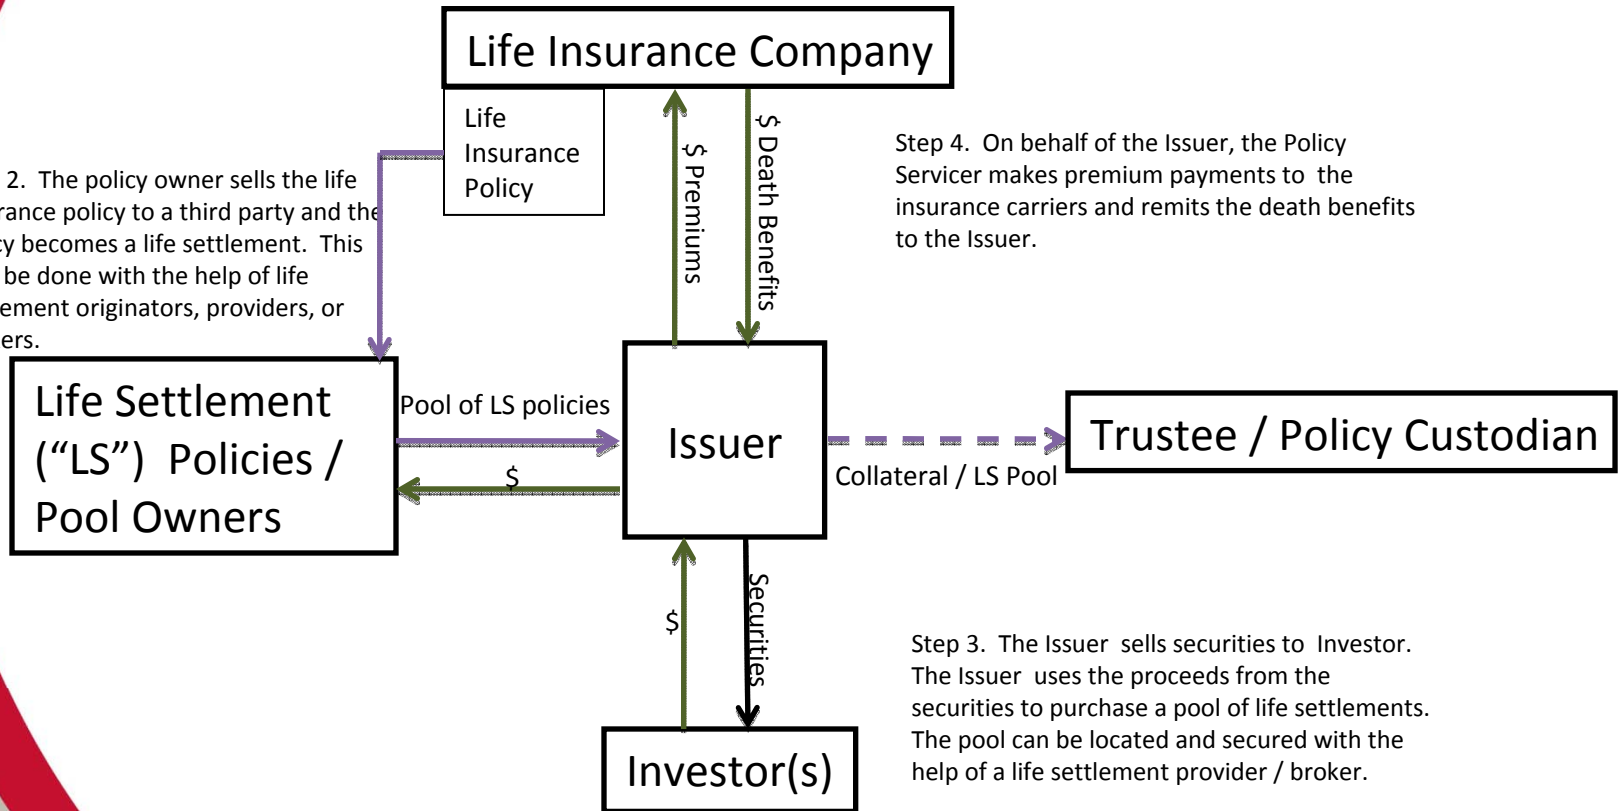 Life Insurance Company
Life
Insurance
Policy
$ Premiums
$ Death Benefits
Step 4. On behalf of the Issuer, the Policy
Servicer makes premium payments to the
insurance carriers and remits the death benefits
to the Issuer.
2. The policy owner sells the life
rance policy to a third party and the
cy becomes a life settlement. This
be done with the help of life
ement originators, providers, or
ers.
Life Settlement
(“LS”) Policies /
Pool Owners
Pool of LS policies
$
Issuer
Collateral / LS Pool
Trustee / Policy Custodian
$
Securities
Step 3. The Issuer sells securities to Investor.
The Issuer uses the proceeds from the
securities to purchase a pool of life settlements.
The pool can be located and secured with the
help of a life settlement provider / broker.
Investor(s)